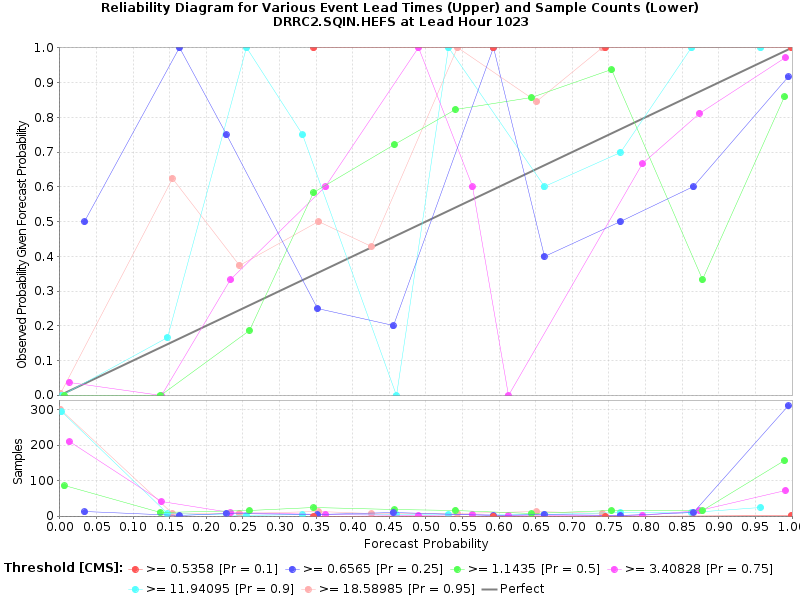 Reliability Diagram for Various Event Lead Times (Upper) and Sample Counts (Lower)
DRRC2.SQIN.HEFS at Lead Hour 1023
Observed Probability Given Forecast Probability
1.0
0.9
0.8
0.7
0.6
0.5
0.4
0.3
0.2
0.1
0.0
Samples
300
200
100
0
0.00 0.05 0.10 0.15 0.20 0.25 0.30 0.35 0.40 0.45 0.50 0.55 0.60 0.65 0.70 0.75 0.80 0.85 0.90 0.95 1.00
Forecast Probability
Threshold [CMS]: >= 0.5358 [Pr = 0.1] >= 0.6565 [Pr = 0.25] >= 1.1435 [Pr = 0.5] >= 3.40828 [Pr = 0.75]
>= 11.94095 [Pr = 0.9] >= 18.58985 [Pr = 0.95] Perfect